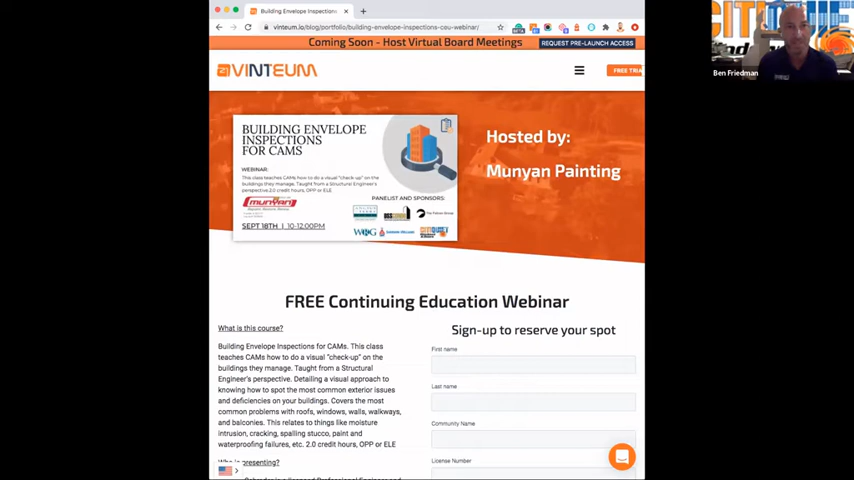 Building Envelope Inspections
vinteum.io/blog/portfolio/building-envelope-inspections-ceu-webinar/
Coming Soon - Host Virtual Board Meetings
REQUEST PRE-LAUNCH ACCESS
VINTEUM
FREE TRIA
BUILDING ENVELOPE
INSPECTIONS
FOR CAMS
WEBINAR:
This class teaches CAMs how to do a visual "check-up" on the
buildings they manage. Taught from a Structural Engineer's
perspective.2.0 credit hours, OPP or ELE
MUNYAN
PANELIST AND SPONSORS:
SEPT 18TH | 10-12:00PM
CITIQUIET
Hosted by:
Munyan Painting
Ben Friedman
FREE Continuing Education Webinar
What is this course?
Building Envelope Inspections for CAMs. This class
teaches CAMs how to do a visual "check-up" on the
buildings they manage. Taught from a Structural
Engineer's perspective. Detailing a visual approach to
knowing how to spot the most common exterior issues
and deficiencies on your buildings. Covers the most
common problems with roofs, windows, walls, walkways,
and balconies. This relates to things like moisture
intrusion, cracking, spalling stucco, paint and
waterproofing failures, etc. 2.0 credit hours, OPP or ELE
Who is presenting?
Sign-up to reserve your spot
First name
Last name
Community Name
License Number